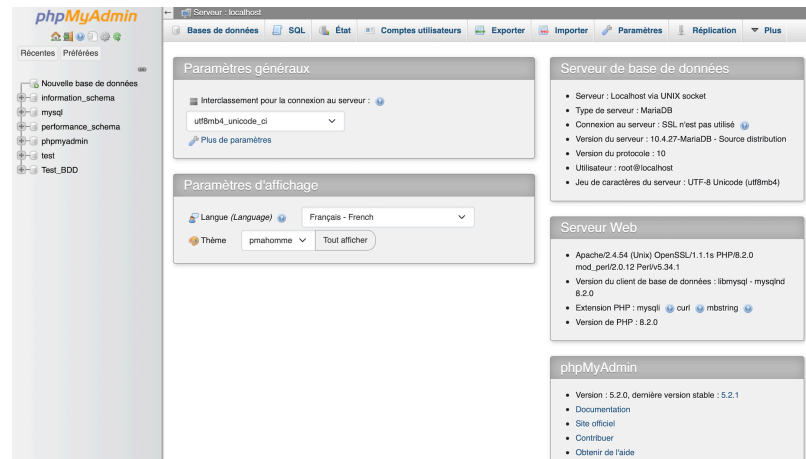 phpMyAdmin
Récentes Préférées
Nouvelle base de données
information_schema
mysql
performance_schema
phpmyadmin
test
Test_BDD
← Serveur : localhost
Bases de données SQL État Comptes utilisateurs Exporter Importer Paramètres Réplication Plus
Paramètres généraux
Interclassement pour la connexion au serveur :
utf8mb4_unicode_ci
Plus de paramètres
Paramètres d'affichage
Langue (Language) Français - French
Thème pmahomme Tout afficher
Serveur de base de données
• Serveur : Localhost via UNIX socket
• Type de serveur : MariaDB
• Connexion au serveur : SSL n'est pas utilisé
• Version du serveur : 10.4.27-MariaDB - Source distribution
• Version du protocole : 10
• Utilisateur : root@localhost
• Jeu de caractères du serveur : UTF-8 Unicode (utf8mb4)
Serveur Web
• Apache/2.4.54 (Unix) OpenSSL/1.1.1s PHP/8.2.0
mod_perl/2.0.12 Perl/v5.34.1
• Version du client de base de données : libmysql - mysqlnd
8.2.0
• Extension PHP : mysqli curl mbstring
• Version de PHP : 8.2.0
phpMyAdmin
• Version : 5.2.0, dernière version stable : 5.2.1
• Documentation
• Site officiel
• Contribuer
• Obtenir de l'aide